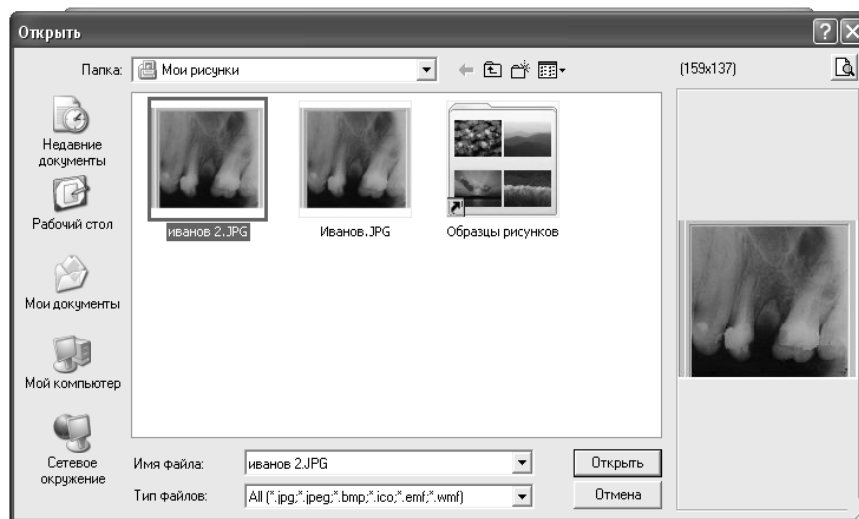 Открыть
Папка:
Мои рисунки
(159x137)
Недавние
документы
Рабочий стол
Мои документы
Мой компьютер
Сетевое
окружение
иванов 2.JPG
Иванов.JPG
Образцы рисунков
Имя файла:
иванов 2.JPG
Открыть
Тип файлов:
All (*.jpg;*.jpeg;*.bmp;*.ico;*.emf;*.wmf)
Отмена